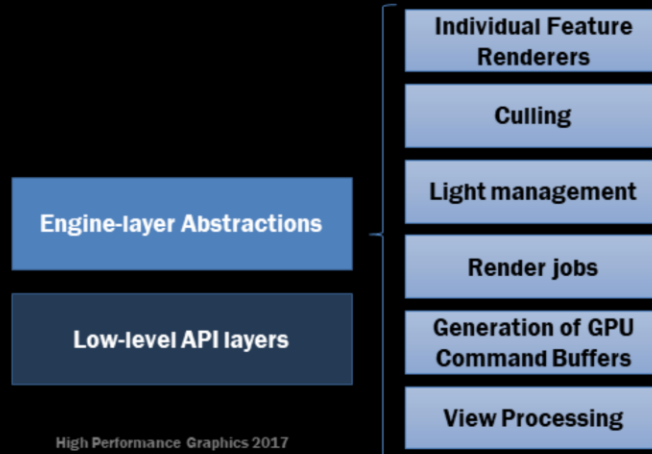 Individual Feature
Renderers
Culling
Engine-layer Abstractions
Light management
Render jobs
Low-level API layers
Generation of GPU
Command Buffers
View Processing
High Performance Graphics 2017